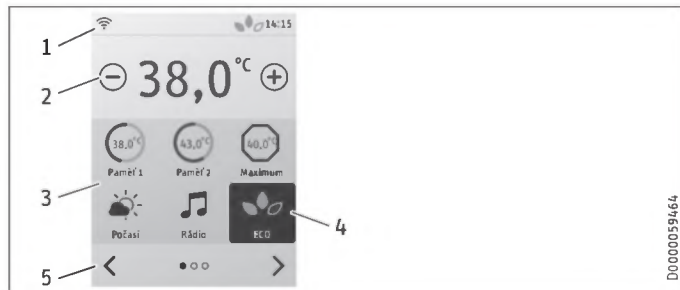 14:15
1
2
38,0°C
38,0°C 43,0°C 40,0°C
Paměť 1 Paměť 2 Maximum
3
4
Počasí Rádio ECO
5
D0000059464